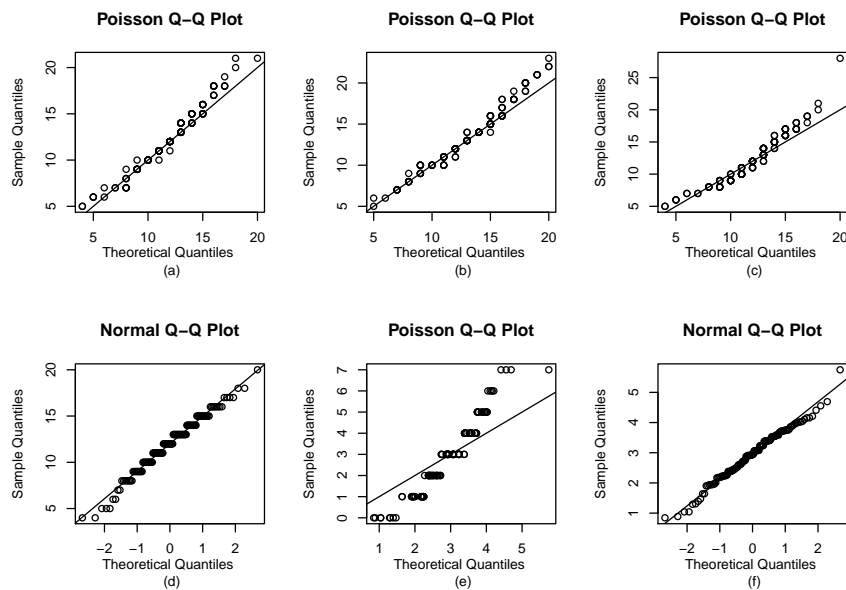 Poisson Q−Q Plot
Sample Quantiles
5 10 15 20
5 10 15 20
Theoretical Quantiles
(a)
Poisson Q−Q Plot
Sample Quantiles
5 10 15 20
5 10 15 20
Theoretical Quantiles
(b)
Poisson Q−Q Plot
Sample Quantiles
5 10 15 20 25
5 10 15 20
Theoretical Quantiles
(c)
Normal Q−Q Plot
Sample Quantiles
5 10 15 20
−2 −1 0 1 2
Theoretical Quantiles
(d)
Poisson Q−Q Plot
Sample Quantiles
0 1 2 3 4 5 6 7
1 2 3 4 5
Theoretical Quantiles
(e)
Normal Q−Q Plot
Sample Quantiles
1 2 3 4 5
−2 −1 0 1 2
Theoretical Quantiles
(f)